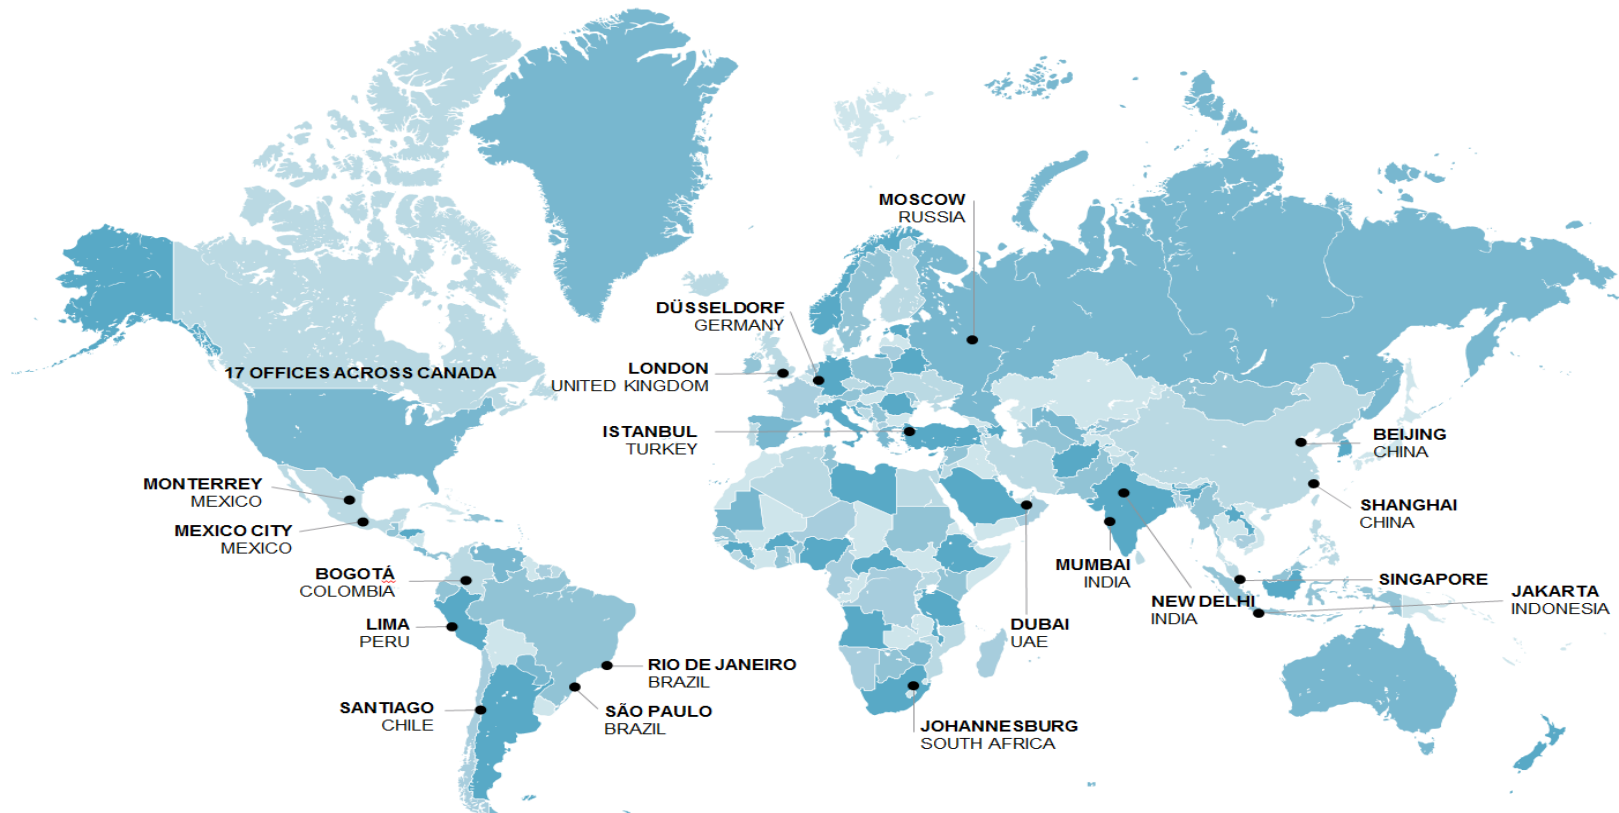 MOSCOW
RUSSIA
DÜSSELDORF
GERMANY
LONDON
UNITED KINGDOM
17 OFFICES ACROSS CANADA
ISTANBUL
TURKEY
BEIJING
CHINA
MONTERREY
MEXICO
SHANGHAI
CHINA
MEXICO CITY
MEXICO
BOGOTÁ
COLOMBIA
MUMBAI
INDIA
SINGAPORE
NEW DELHI
INDIA
JAKARTA
INDONESIA
LIMA
PERU
DUBAI
UAE
RIO DE JANEIRO
BRAZIL
SANTIAGO
CHILE
SÃO PAULO
BRAZIL
JOHANNESBURG
SOUTH AFRICA